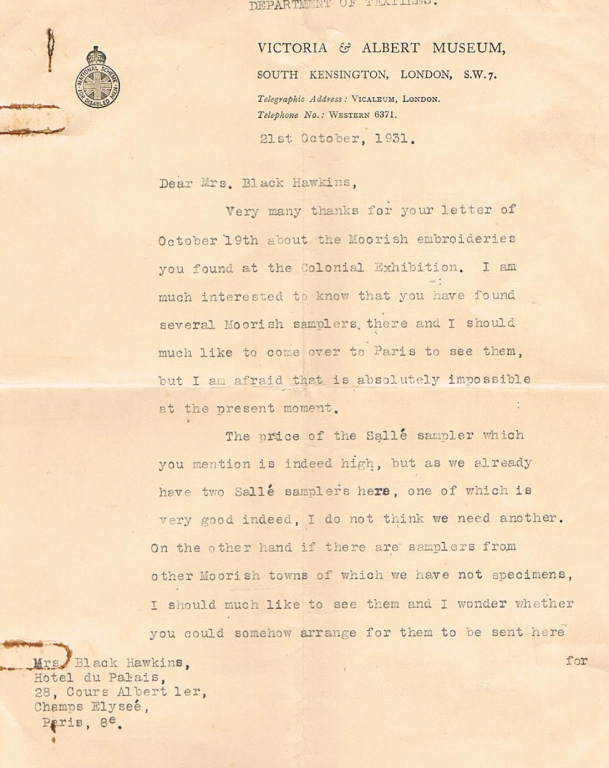 DEPARTMENT OF TEXTILES.
VICTORIA & ALBERT MUSEUM,
SOUTH KENSINGTON, LONDON, S.W.7.
Telegraphic Address: VICALEUM, LONDON.
Telephone No.: WESTERN 6371.
NATIONAL SCHEME
FOR DISABLED MEN
21st October, 1931.
Dear Mrs. Black Hawkins,
Very many thanks for your letter of
October 19th about the Moorish embroideries
you found at the Colonial Exhibition. I am
much interested to know that you have found
several Moorish samplers there and I should
much like to come over to Paris to see them,
but I am afraid that is absolutely impossible
at the present moment.
The price of the Sallé sampler which
you mention is indeed high, but as we already
have two Sallé samplers here, one of which is
very good indeed, I do not think we need another.
On the other hand if there are samplers from
other Moorish towns of which we have not specimens,
I should much like to see them and I wonder whether
you could somehow arrange for them to be sent here
for
Mrs. Black Hawkins,
Hotel du Palais,
28, Cours Albert 1er,
Champs Elyseé,
Paris, 8e.